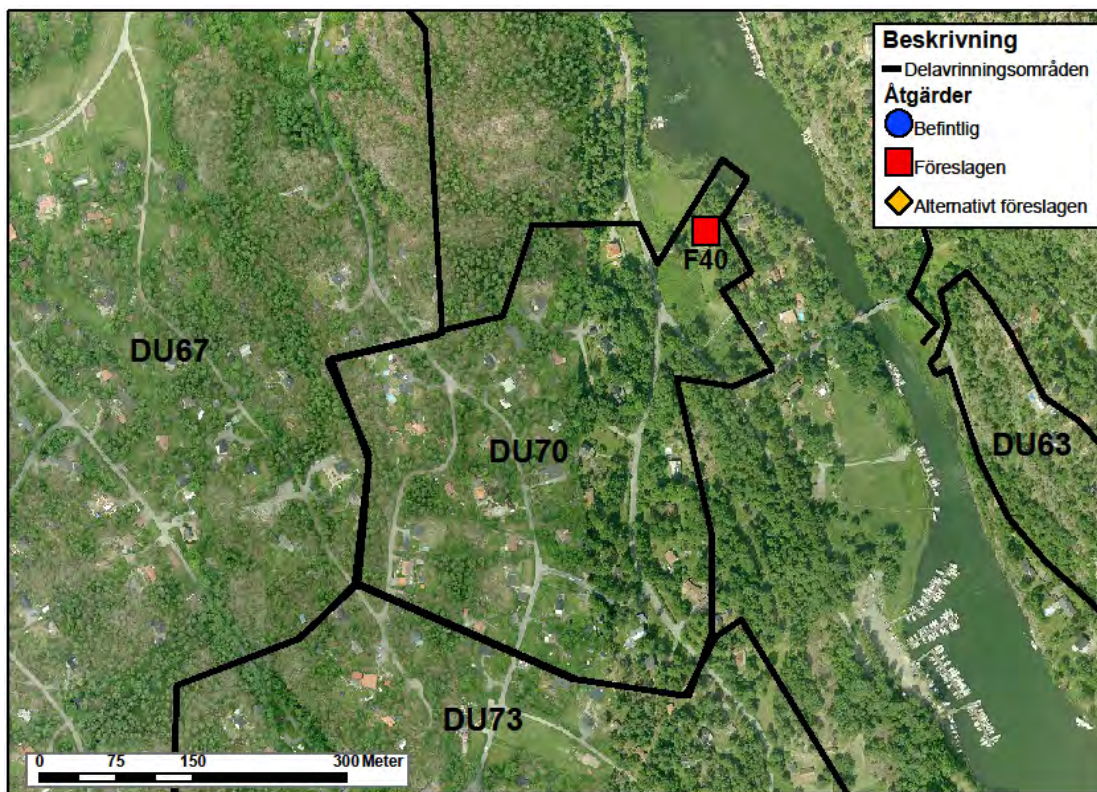 Beskrivning
Delavrinningsområden
Åtgärder
Befintlig
Föreslagen
Alternativt föreslagen
F40
DU67
DU70
DU63
DU73
0 75 150 300 Meter